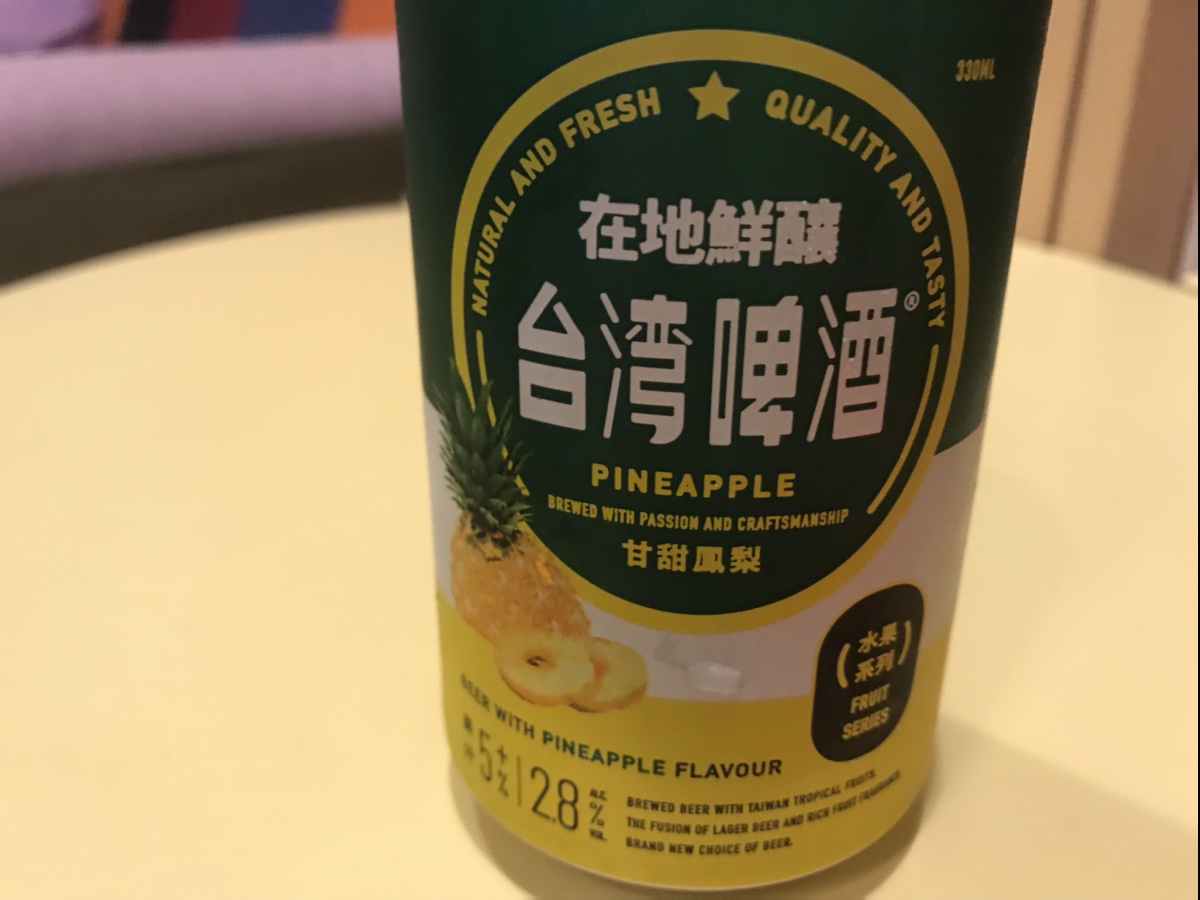 330ML
NATURAL AND FRESH ★ QUALITY AND TASTY
在地鮮釀
台湾啤酒®
PINEAPPLE
BREWED WITH PASSION AND CRAFTSMANSHIP
甘甜鳳梨
(水果系列)
FRUIT
SERIES
BEER WITH PINEAPPLE FLAVOUR
5+% | 2.8 ALC. % VOL.
BREWED BEER WITH TAIWAN TROPICAL FRUITS.
THE FUSION OF LAGER BEER AND RICH FRUIT FRAGRANCE.
BRAND NEW CHOICE OF BEER.